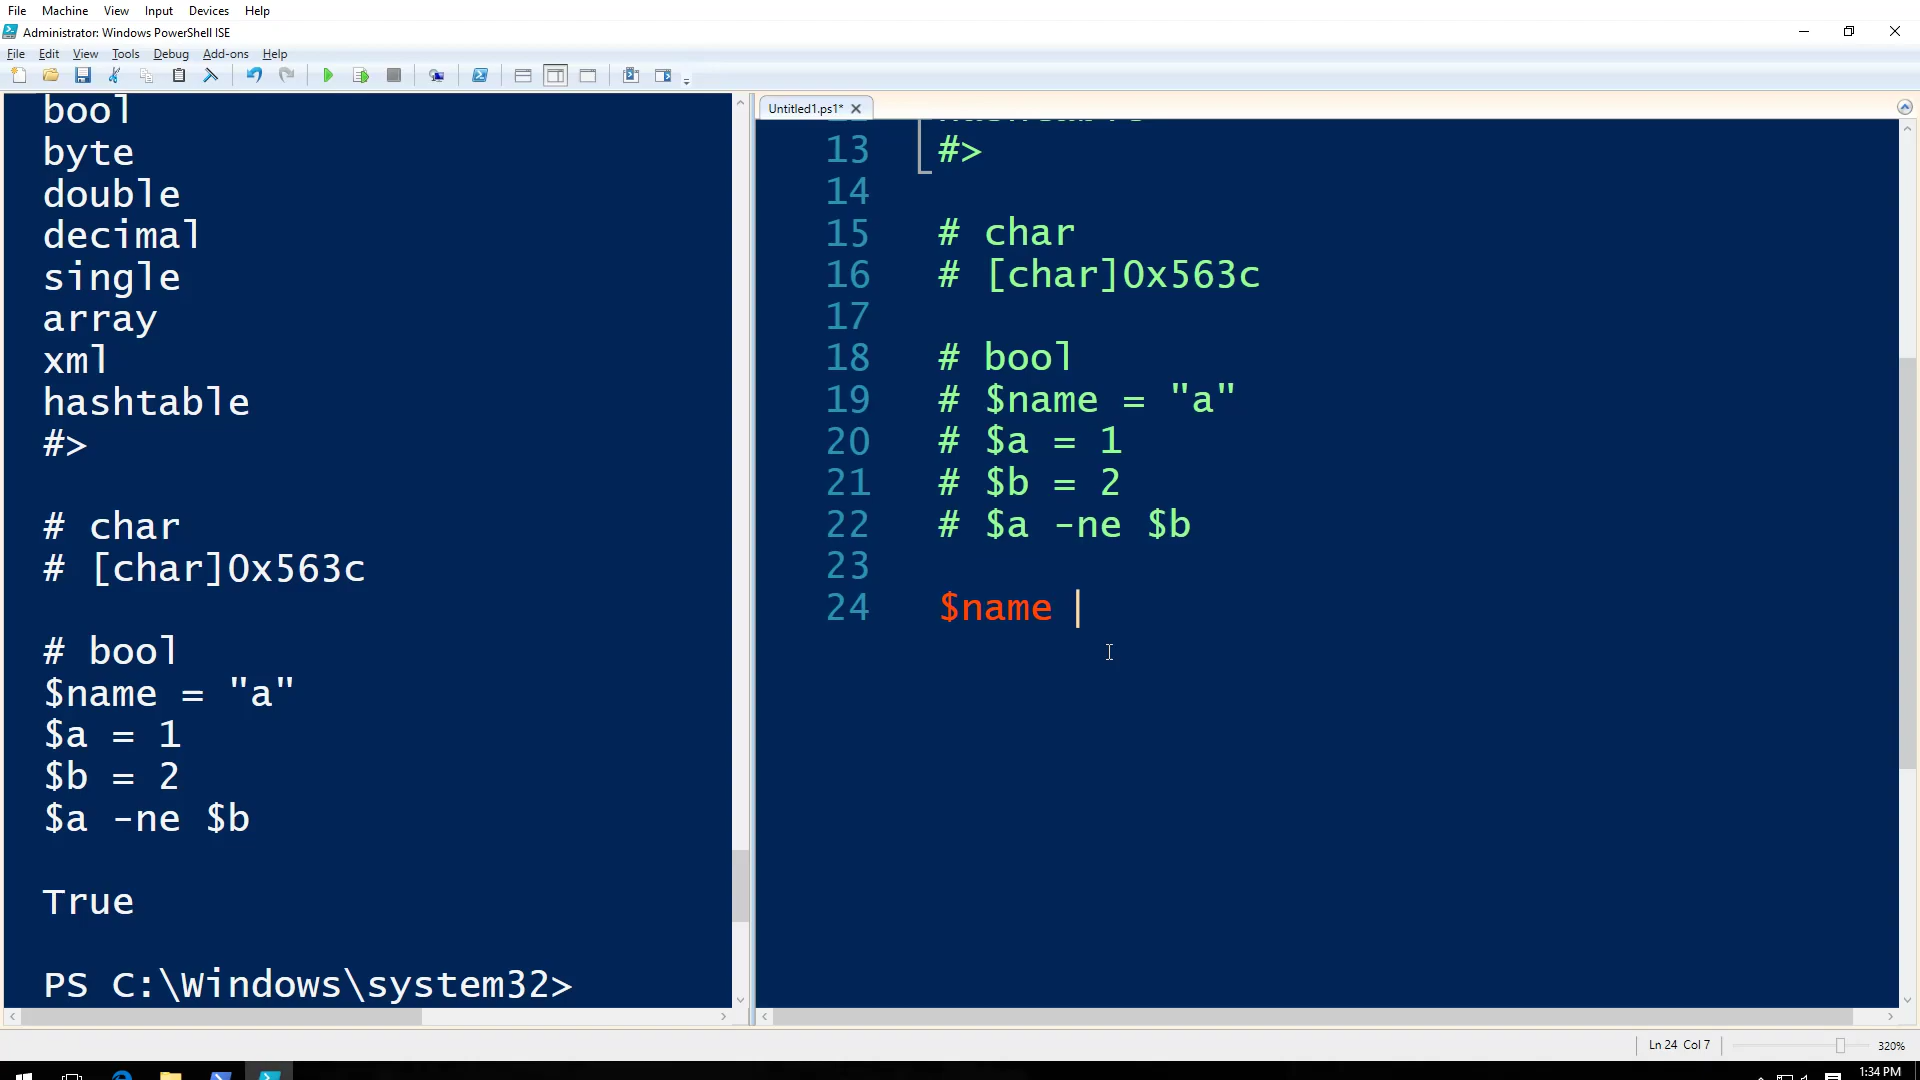 File Machine View Input Devices Help
Administrator: Windows PowerShell ISE
File Edit View Tools Debug Add-ons Help
bool
byte
double
decimal
single
array
xml
hashtable
#>
# char
# [char]0x563c
# bool
$name = "a"
$a = 1
$b = 2
$a -ne $b
True
PS C:\Windows\system32>
Untitled1.ps1*
13 #>
14
15 # char
16 # [char]0x563c
17
18 # bool
19 # $name = "a"
20 # $a = 1
21 # $b = 2
22 # $a -ne $b
23
24 $name
Ln 24 Col 7
320%
1:34 PM